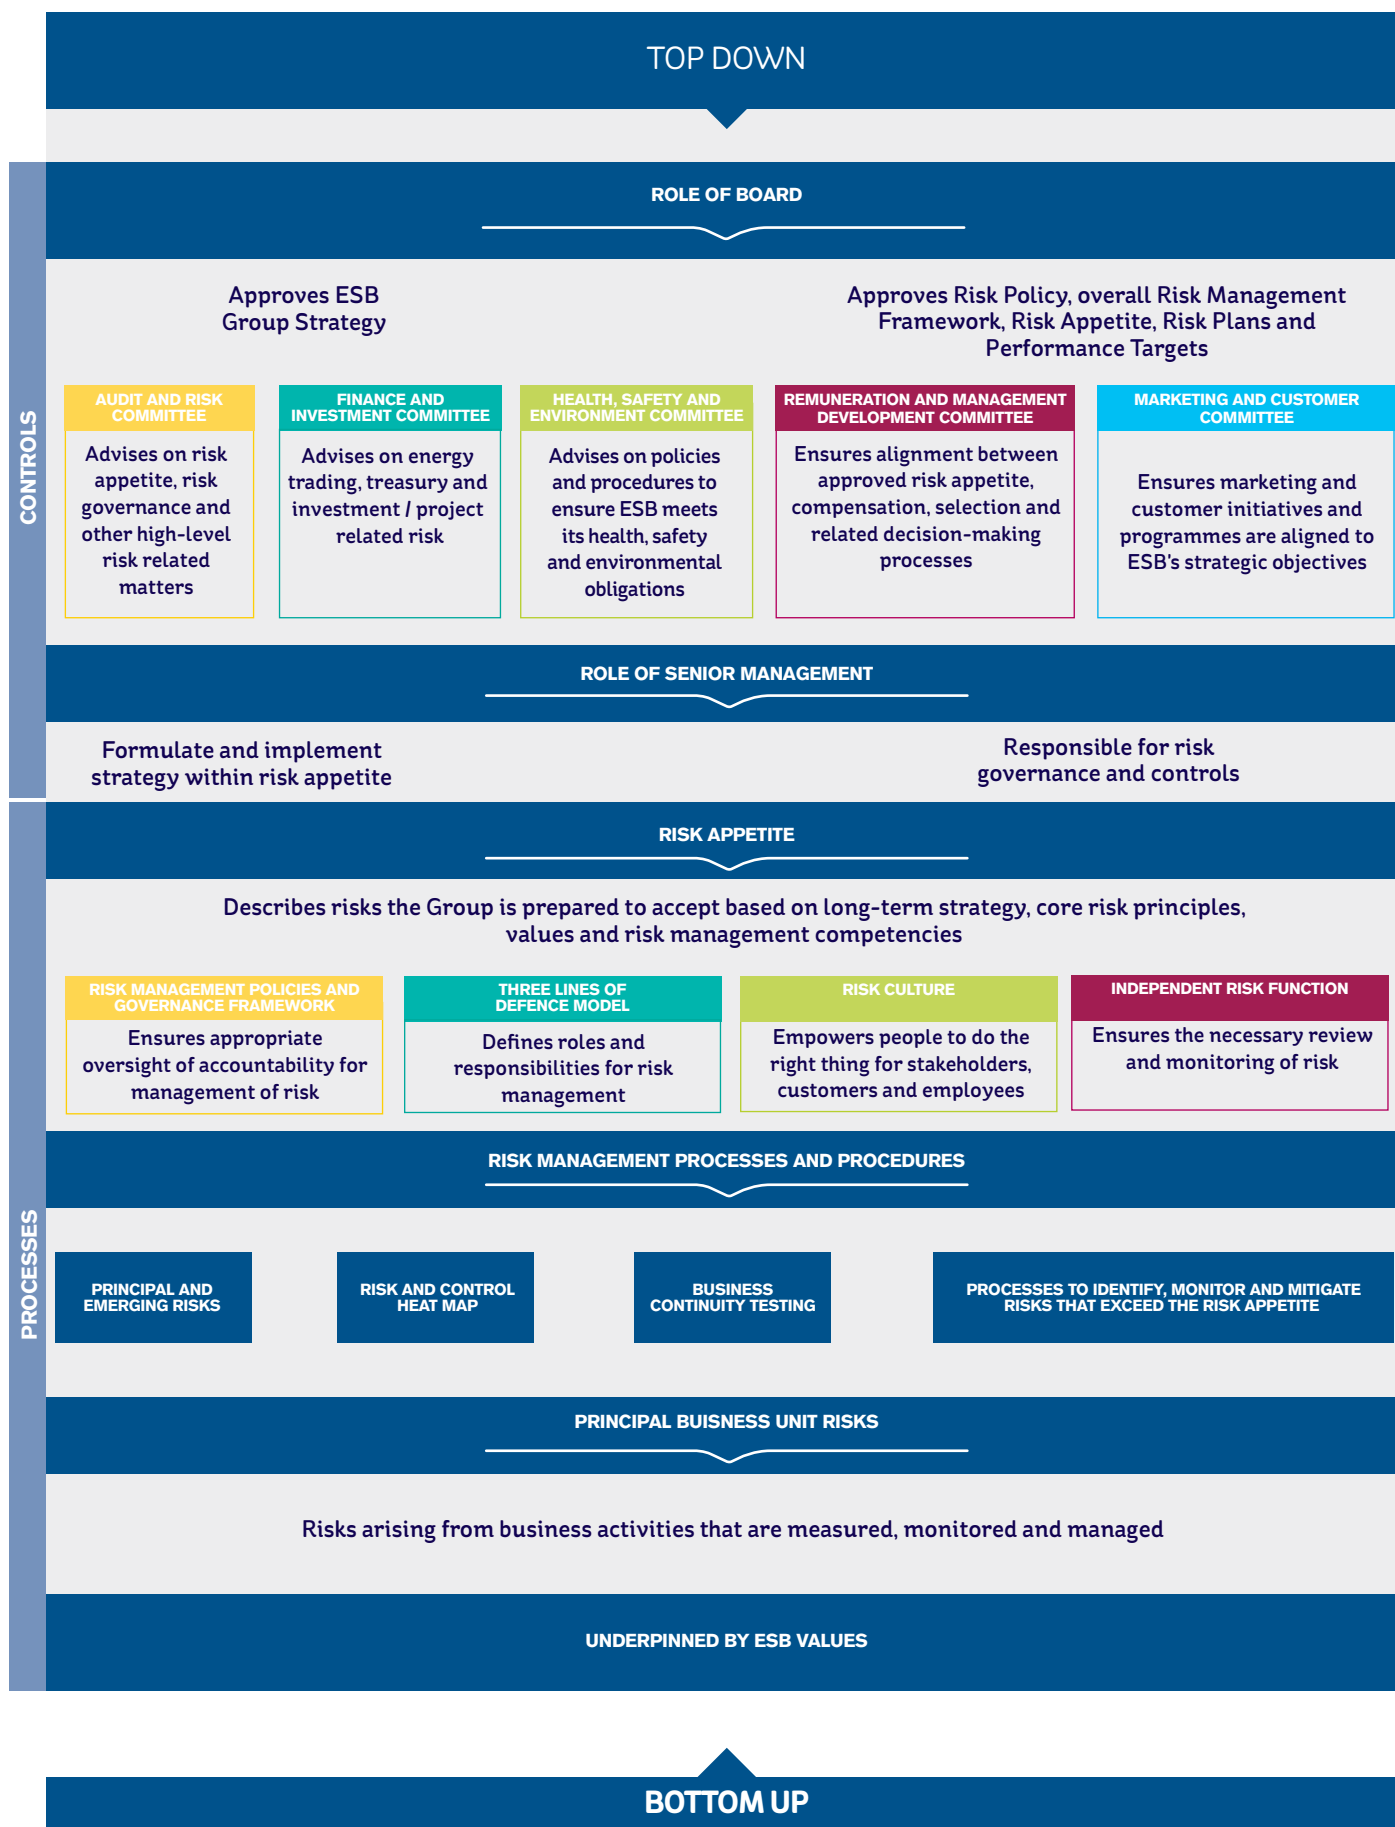 TOP DOWN
CONTROLS
ROLE OF BOARD
Approves ESB
Group Strategy
Approves Risk Policy, overall Risk Management
Framework, Risk Appetite, Risk Plans and
Performance Targets
AUDIT AND RISK
COMMITTEE
Advises on risk
appetite, risk
governance and
other high-level
risk related
matters
FINANCE AND
INVESTMENT COMMITTEE
Advises on energy
trading, treasury and
investment / project
related risk
HEALTH, SAFETY AND
ENVIRONMENT COMMITTEE
Advises on policies
and procedures to
ensure ESB meets
its health, safety
and environmental
obligations
REMUNERATION AND MANAGEMENT
DEVELOPMENT COMMITTEE
Ensures alignment between
approved risk appetite,
compensation, selection and
related decision-making
processes
MARKETING AND CUSTOMER
COMMITTEE
Ensures marketing and
customer initiatives and
programmes are aligned to
ESB's strategic objectives
ROLE OF SENIOR MANAGEMENT
Formulate and implement
strategy within risk appetite
Responsible for risk
governance and controls
PROCESSES
RISK APPETITE
Describes risks the Group is prepared to accept based on long-term strategy, core risk principles,
values and risk management competencies
RISK MANAGEMENT POLICIES AND
GOVERNANCE FRAMEWORK
Ensures appropriate
oversight of accountability for
management of risk
THREE LINES OF
DEFENCE MODEL
Defines roles and
responsibilities for risk
management
RISK CULTURE
Empowers people to do the
right thing for stakeholders,
customers and employees
INDEPENDENT RISK FUNCTION
Ensures the necessary review
and monitoring of risk
RISK MANAGEMENT PROCESSES AND PROCEDURES
PRINCIPAL AND
EMERGING RISKS
RISK AND CONTROL
HEAT MAP
BUSINESS
CONTINUITY TESTING
PROCESSES TO IDENTIFY, MONITOR AND MITIGATE
RISKS THAT EXCEED THE RISK APPETITE
PRINCIPAL BUISNESS UNIT RISKS
Risks arising from business activities that are measured, monitored and managed
UNDERPINNED BY ESB VALUES
BOTTOM UP